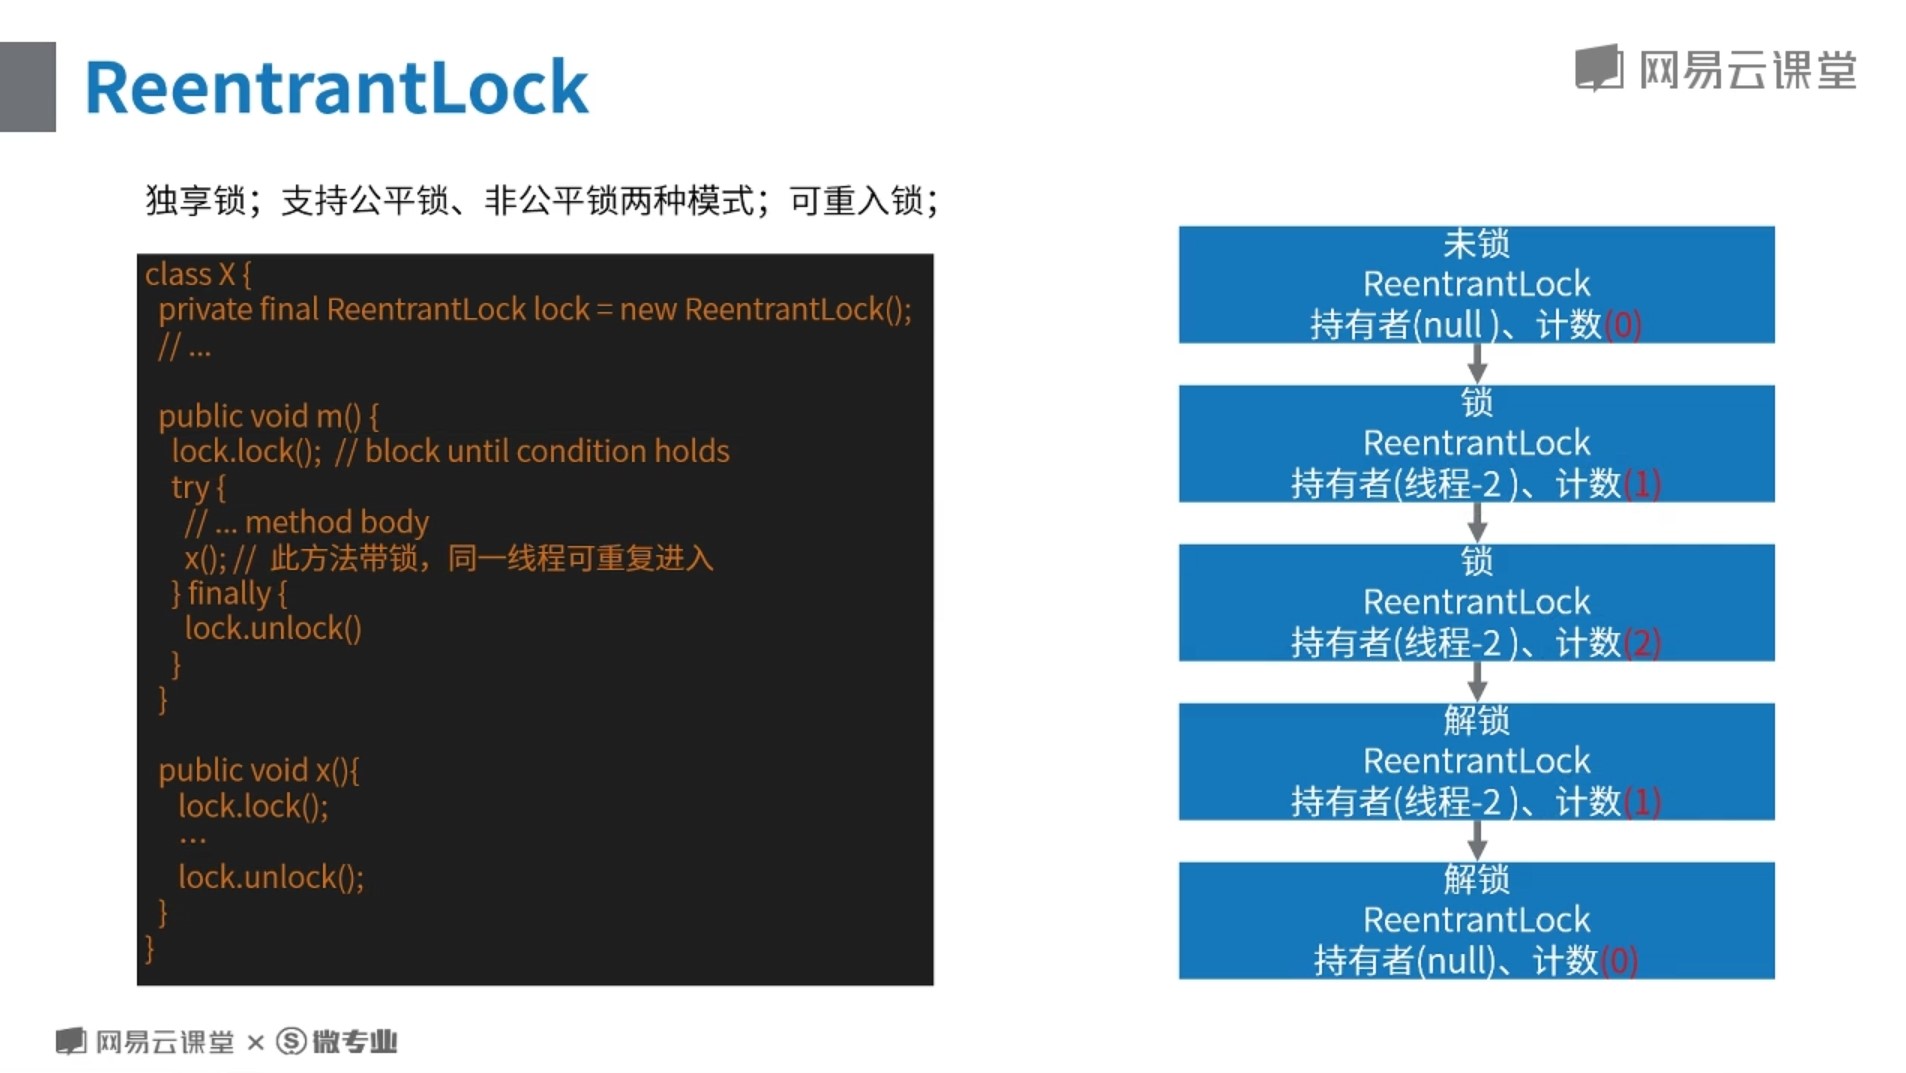 ReentrantLock
网易云课堂
独享锁；支持公平锁、非公平锁两种模式；可重入锁；
class X {
private final ReentrantLock lock = new ReentrantLock();
// ...
public void m() {
lock.lock();  // block until condition holds
try {
// ... method body
x(); //  此方法带锁，同一线程可重复进入
} finally {
lock.unlock()
}
}
public void x(){
lock.lock();
…
lock.unlock();
}
}
未锁
ReentrantLock
持有者(null )、计数(0)
锁
ReentrantLock
持有者(线程-2 )、计数(1)
锁
ReentrantLock
持有者(线程-2 )、计数(2)
解锁
ReentrantLock
持有者(线程-2 )、计数(1)
解锁
ReentrantLock
持有者(null)、计数(0)
网易云课堂 × Ⓢ微专业